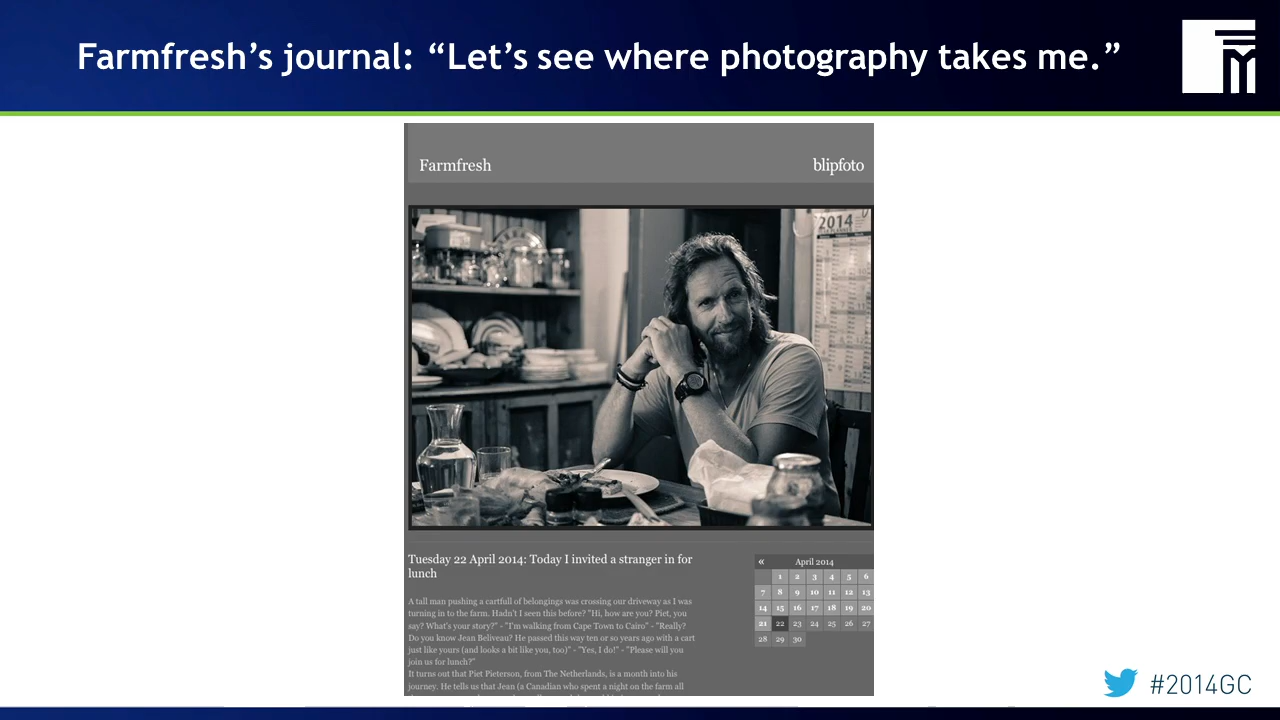 Farmfresh’s journal: “Let’s see where photography takes me.”
Farmfresh
blipfoto
2014
Tuesday 22 April 2014: Today I invited a stranger in for
lunch
A tall man pushing a cartfull of belongings was crossing our driveway as I was
turning in to the farm. Hadn't I seen this before? "Hi, how are you? Piet, you
say? What's your story?" - "I'm walking from Cape Town to Cairo" - "Really?
Do you know Jean Beliveau? He passed this way ten or so years ago with a cart
just like yours (and looks a bit like you, too)" - "Yes, I do!" - "Please will you
join us for lunch?"
It turns out that Piet Pieterson, from The Netherlands, is a month into his
journey. He tells us that Jean (a Canadian who spent a night on the farm all
« April 2014
1 2 3 4 5 6
7 8 9 10 11 12 13
14 15 16 17 18 19 20
21 22 23 24 25 26 27
28 29 30
#2014GC